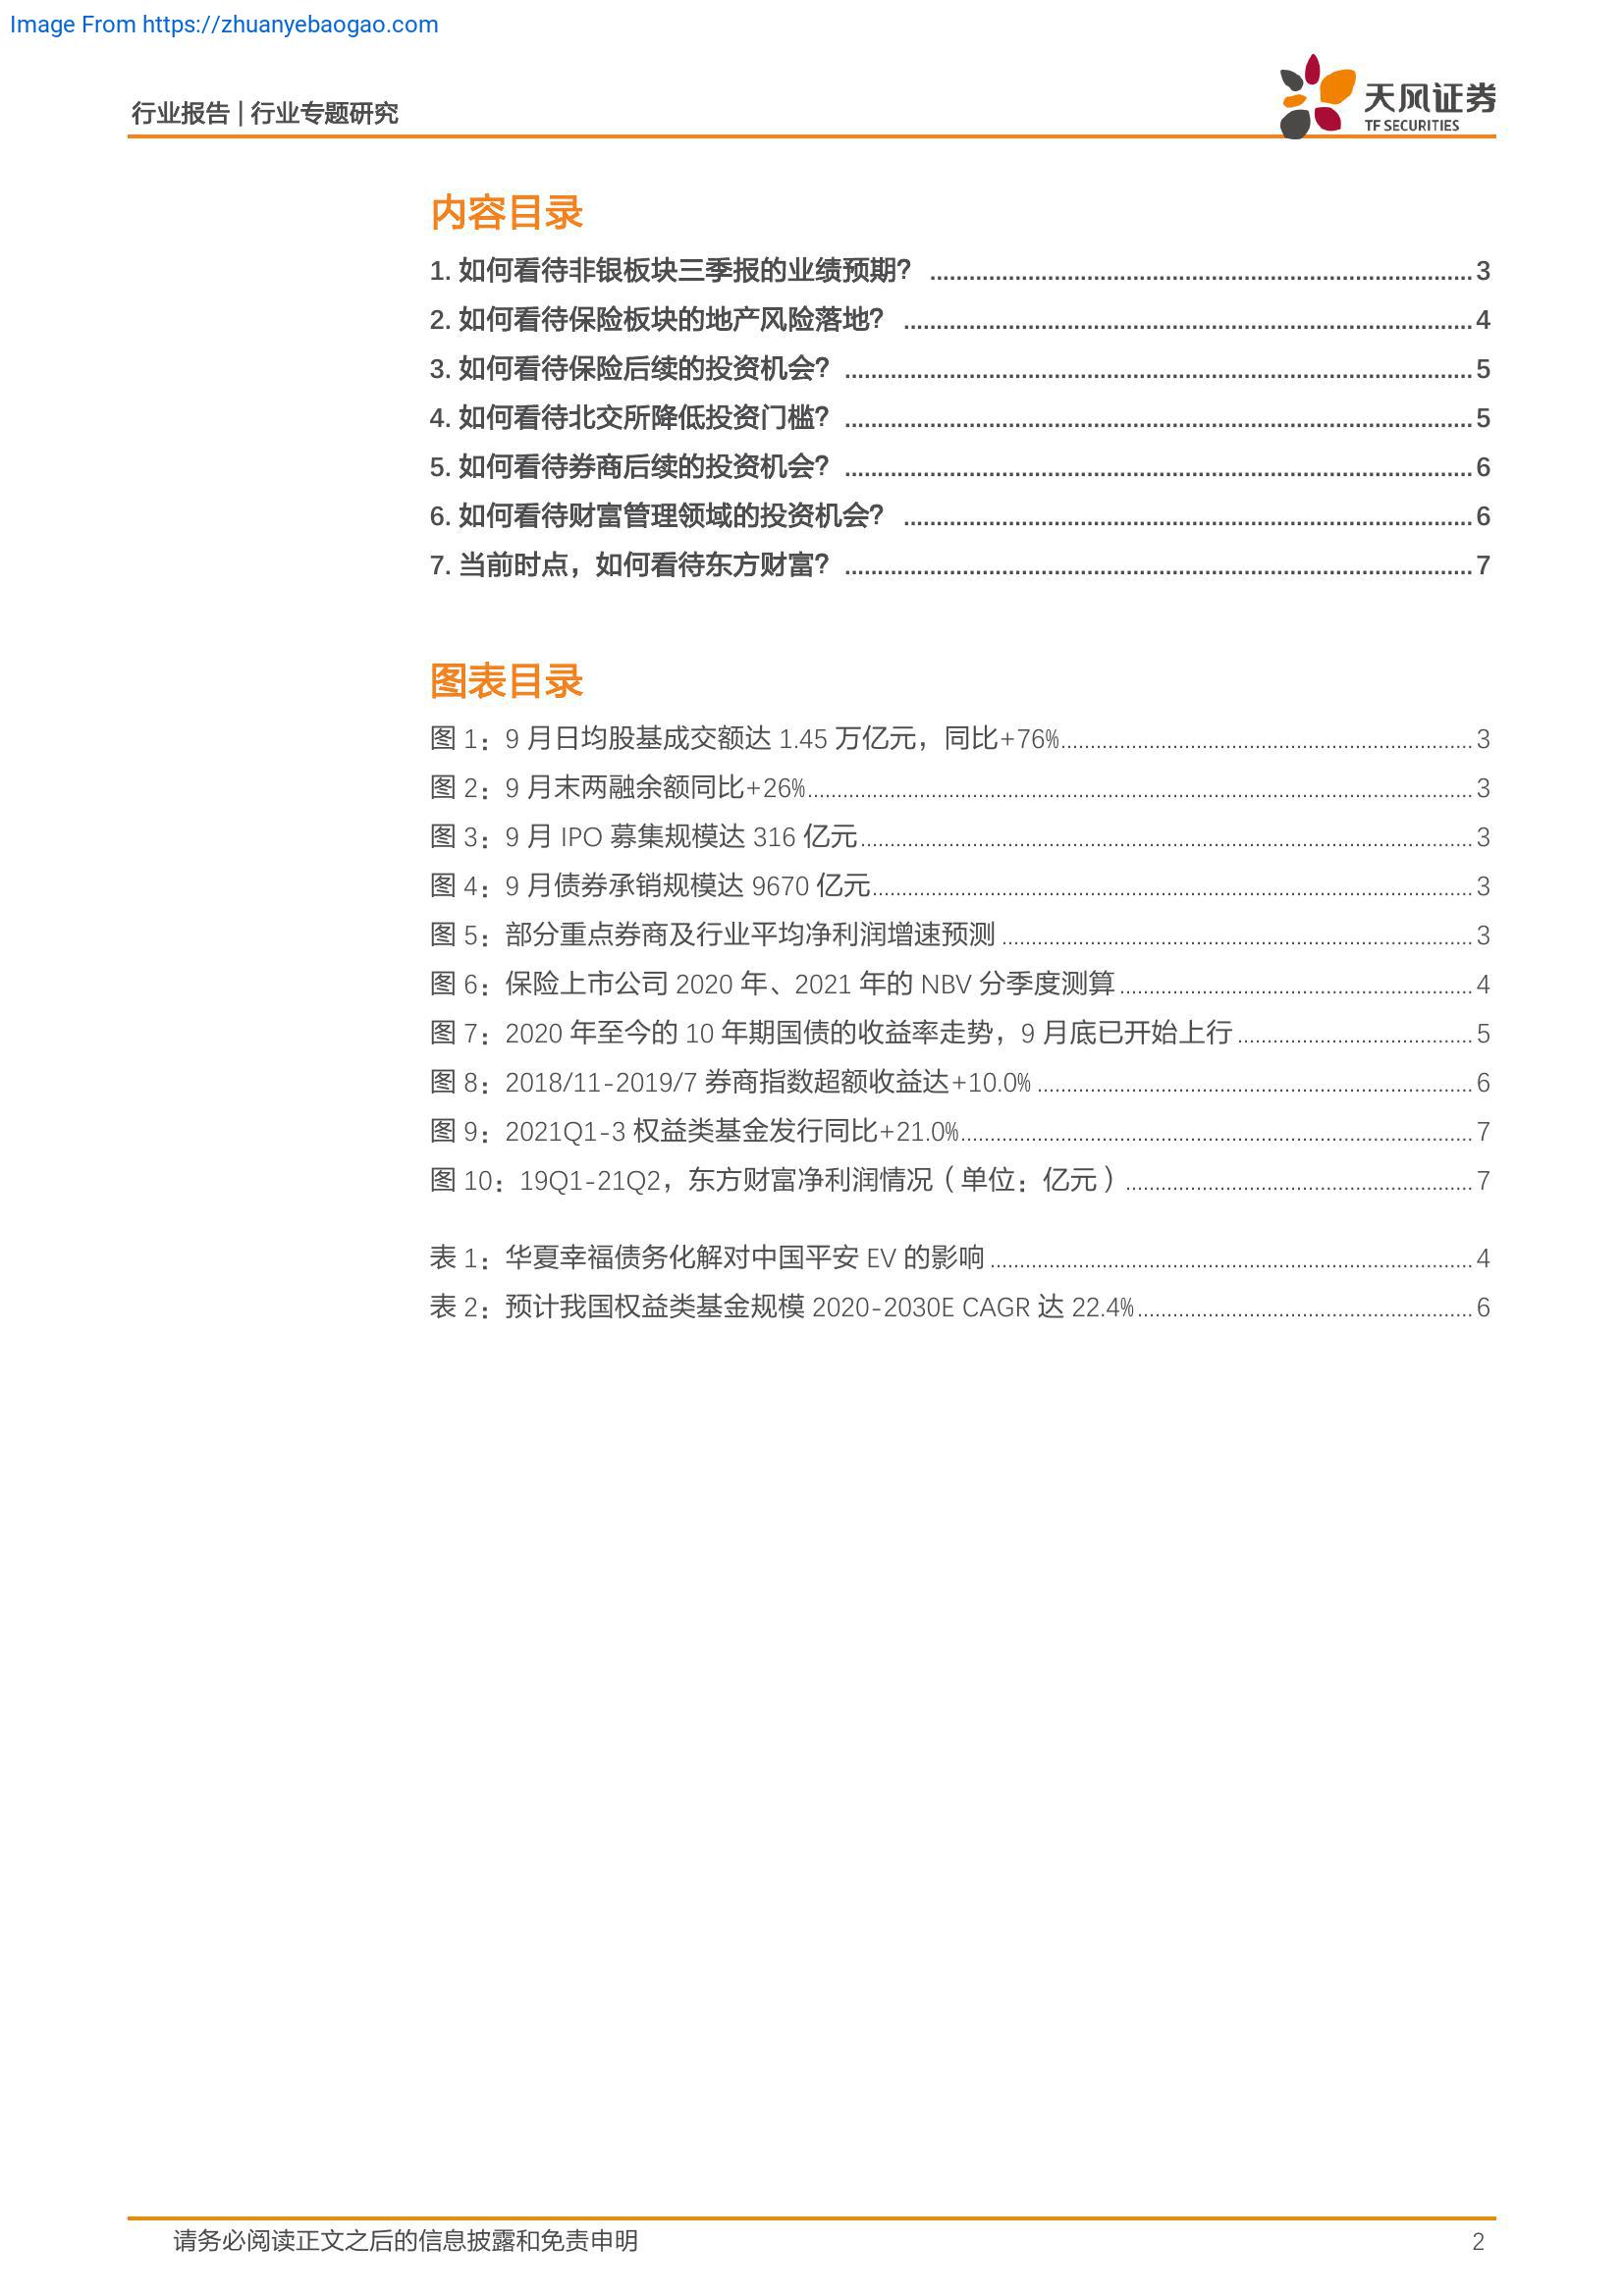 Image From https://zhuanyebaogao.com
行业报告 | 行业专题研究
天风证券
TF SECURITIES
内容目录
1. 如何看待非银板块三季报的业绩预期？ ........ 3
2. 如何看待保险板块的地产风险落地？ ........ 4
3. 如何看待保险后续的投资机会？ ........ 5
4. 如何看待北交所降低投资门槛？ ........ 5
5. 如何看待券商后续的投资机会？ ........ 6
6. 如何看待财富管理领域的投资机会？ ........ 6
7. 当前时点，如何看待东方财富？ ........ 7
图表目录
图 1：9 月日均股基成交额达 1.45 万亿元，同比+76% ........ 3
图 2：9 月末两融余额同比+26% ........ 3
图 3：9 月 IPO 募集规模达 316 亿元 ........ 3
图 4：9 月债券承销规模达 9670 亿元 ........ 3
图 5：部分重点券商及行业平均净利润增速预测 ........ 3
图 6：保险上市公司 2020 年、2021 年的 NBV 分季度测算 ........ 4
图 7：2020 年至今的 10 年期国债的收益率走势，9 月底已开始上行 ........ 5
图 8：2018/11-2019/7 券商指数超额收益达+10.0% ........ 6
图 9：2021Q1-3 权益类基金发行同比+21.0% ........ 7
图 10：19Q1-21Q2，东方财富净利润情况（单位：亿元） ........ 7
表 1：华夏幸福债务化解对中国平安 EV 的影响 ........ 4
表 2：预计我国权益类基金规模 2020-2030E CAGR 达 22.4% ........ 6
请务必阅读正文之后的信息披露和免责申明
2